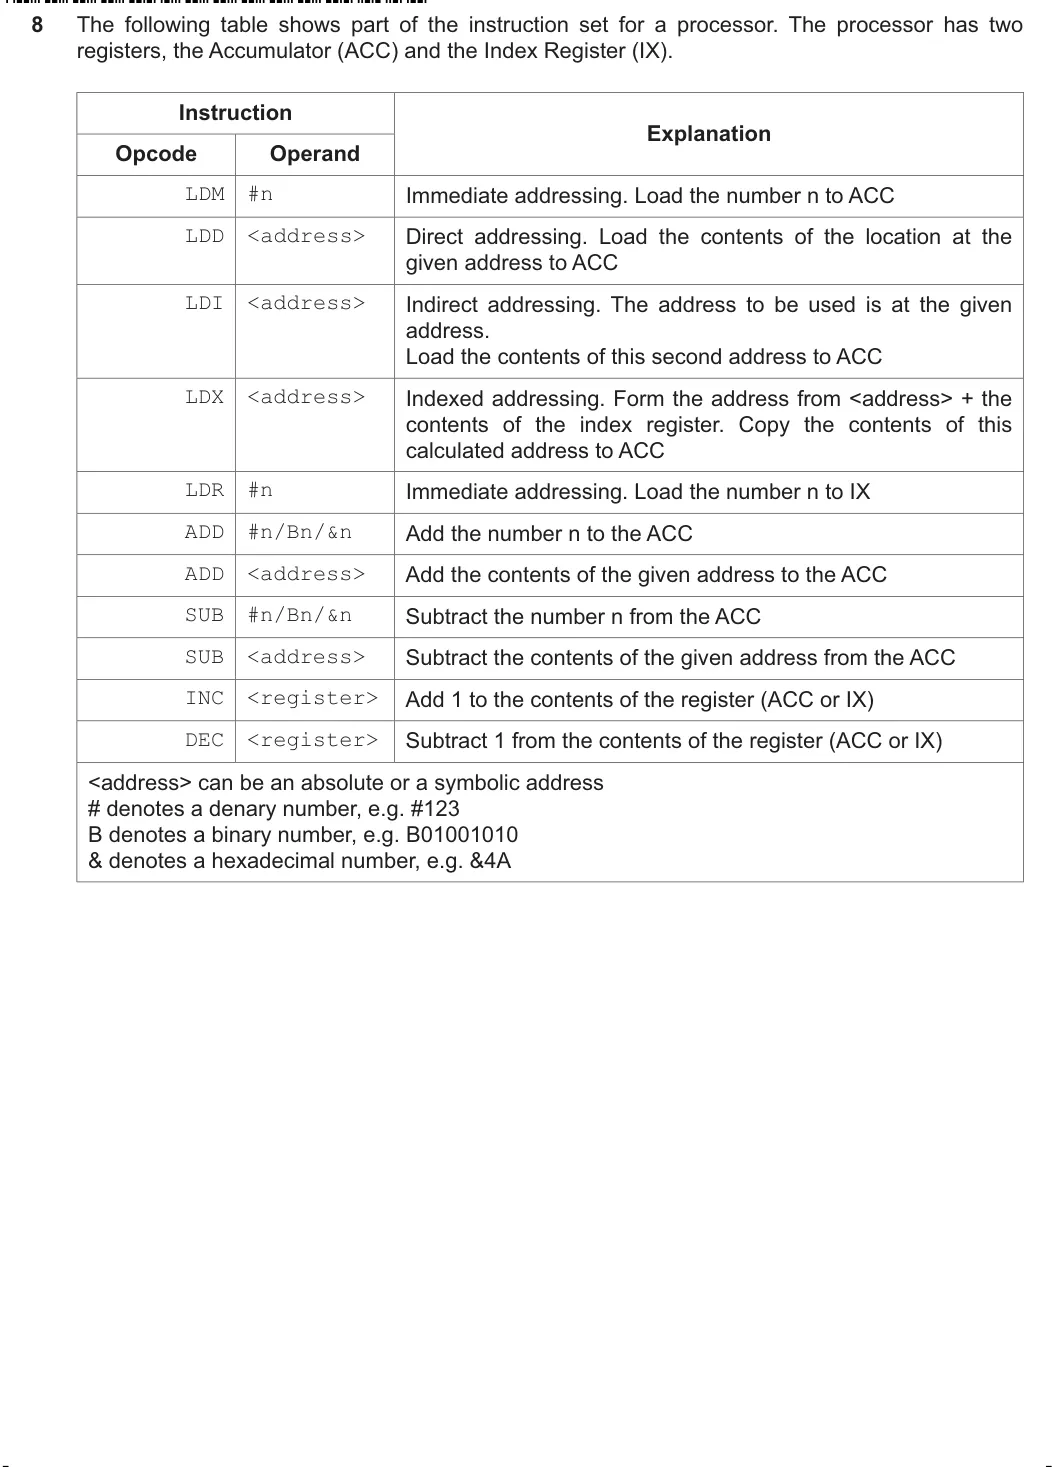 8 The following table shows part of the instruction set for a processor. The processor has two
registers, the Accumulator (ACC) and the Index Register (IX).
Instruction
Explanation
Opcode Operand
LDM #n Immediate addressing. Load the number n to ACC
LDD <address> Direct addressing. Load the contents of the location at the
given address to ACC
LDI <address> Indirect addressing. The address to be used is at the given
address.
Load the contents of this second address to ACC
LDX <address> Indexed addressing. Form the address from <address> + the
contents of the index register. Copy the contents of this
calculated address to ACC
LDR #n Immediate addressing. Load the number n to IX
ADD #n/Bn/&n Add the number n to the ACC
ADD <address> Add the contents of the given address to the ACC
SUB #n/Bn/&n Subtract the number n from the ACC
SUB <address> Subtract the contents of the given address from the ACC
INC <register> Add 1 to the contents of the register (ACC or IX)
DEC <register> Subtract 1 from the contents of the register (ACC or IX)
<address> can be an absolute or a symbolic address
# denotes a denary number, e.g. #123
B denotes a binary number, e.g. B01001010
& denotes a hexadecimal number, e.g. &4A